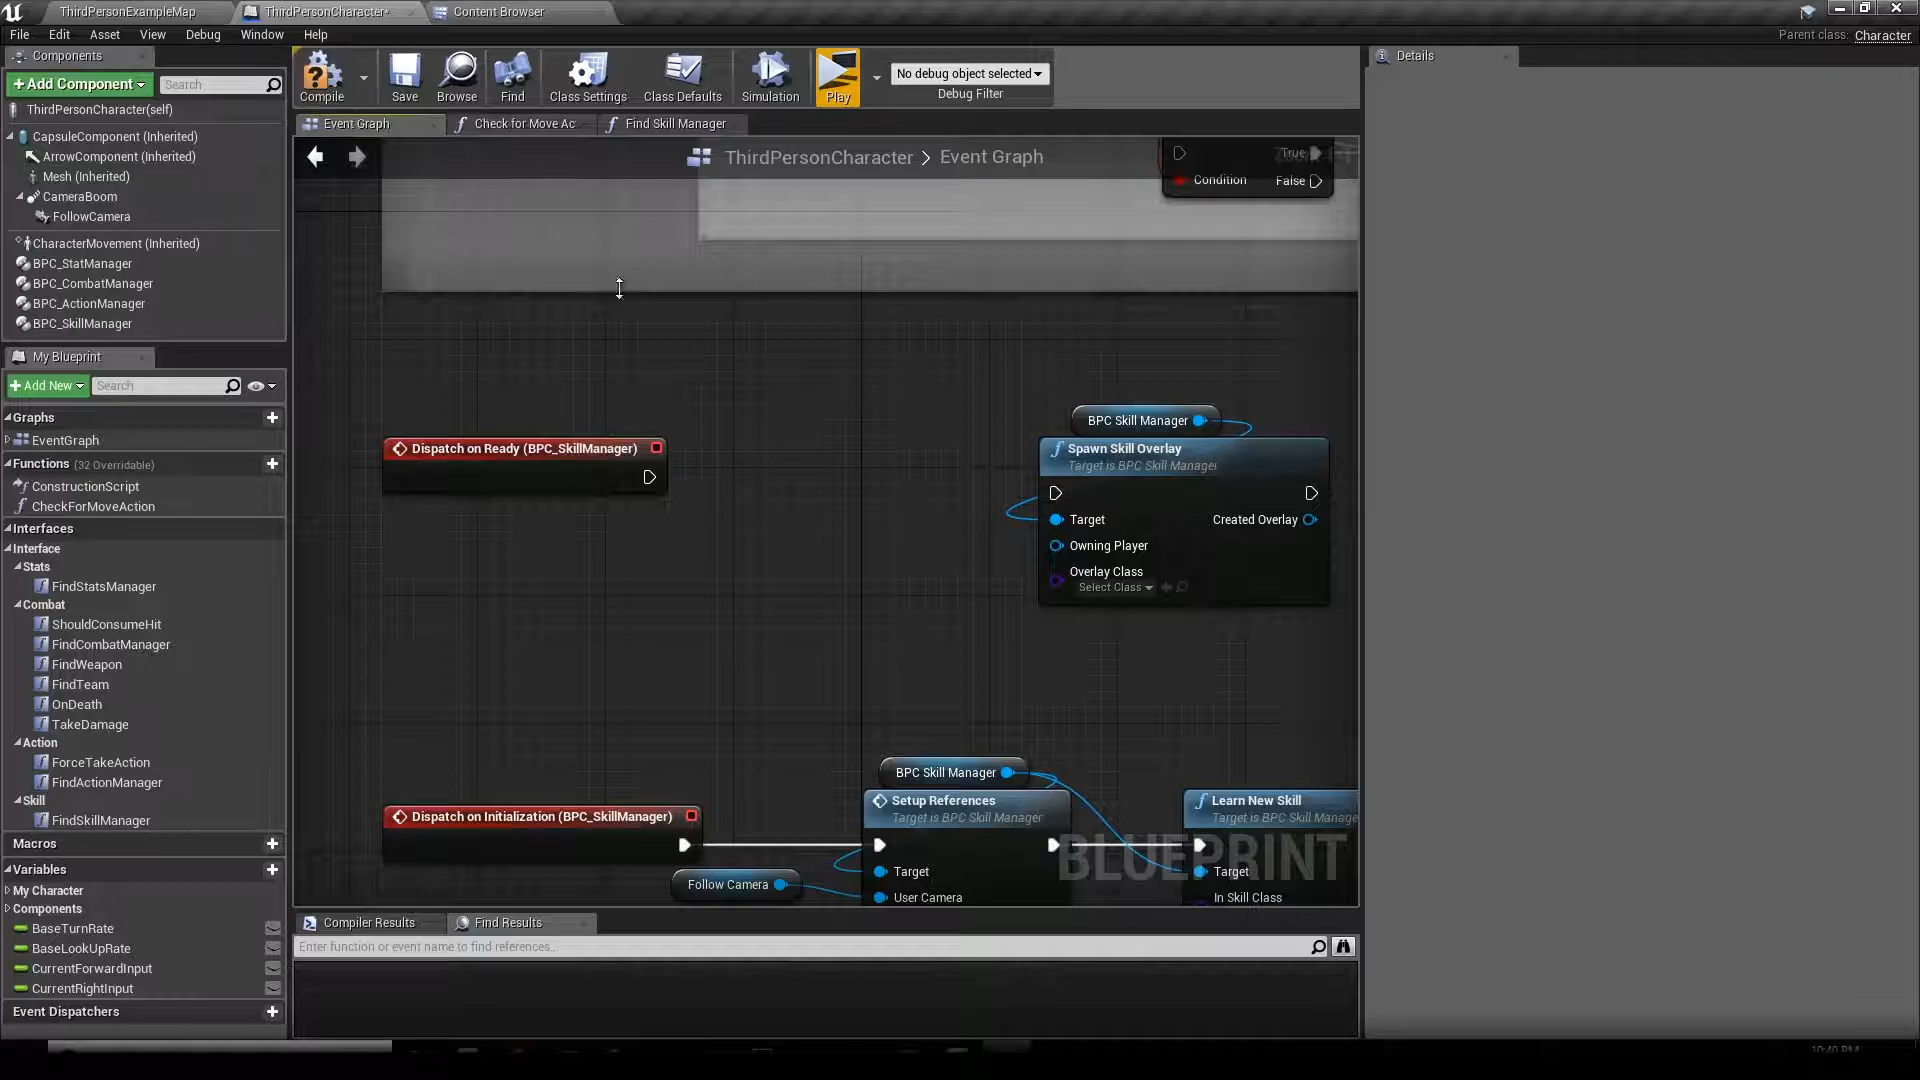 ThirdPersonExampleMap
ThirdPersonCharacter*
Content Browser
File Edit Asset View Debug Window Help
Parent class: Character
Components
+ Add Component
Search
ThirdPersonCharacter(self)
CapsuleComponent (Inherited)
ArrowComponent (Inherited)
Mesh (Inherited)
CameraBoom
FollowCamera
CharacterMovement (Inherited)
BPC_StatManager
BPC_CombatManager
BPC_ActionManager
BPC_SkillManager
My Blueprint
+ Add New
Search
Graphs
EventGraph
Functions (32 Overridable)
ConstructionScript
CheckForMoveAction
Interfaces
Interface
Stats
FindStatsManager
Combat
ShouldConsumeHit
FindCombatManager
FindWeapon
FindTeam
OnDeath
TakeDamage
Action
ForceTakeAction
FindActionManager
Skill
FindSkillManager
Macros
Variables
My Character
Components
BaseTurnRate
BaseLookUpRate
CurrentForwardInput
CurrentRightInput
Event Dispatchers
Compile
Save
Browse
Find
Class Settings
Class Defaults
Simulation
Play
No debug object selected
Debug Filter
Event Graph
Check for Move Ac
Find Skill Manager
ThirdPersonCharacter > Event Graph
True
Condition
False
BPC Skill Manager
Dispatch on Ready (BPC_SkillManager)
Spawn Skill Overlay
Target is BPC Skill Manager
Target
Created Overlay
Owning Player
Overlay Class
Select Class
BPC Skill Manager
Dispatch on Initialization (BPC_SkillManager)
Setup References
Target is BPC Skill Manager
Target
User Camera
Follow Camera
Learn New Skill
Target is BPC Skill Manage
Target
In Skill Class
BLUEPRINT
Compiler Results
Find Results
Enter function or event name to find references...
Details
10:40 PM